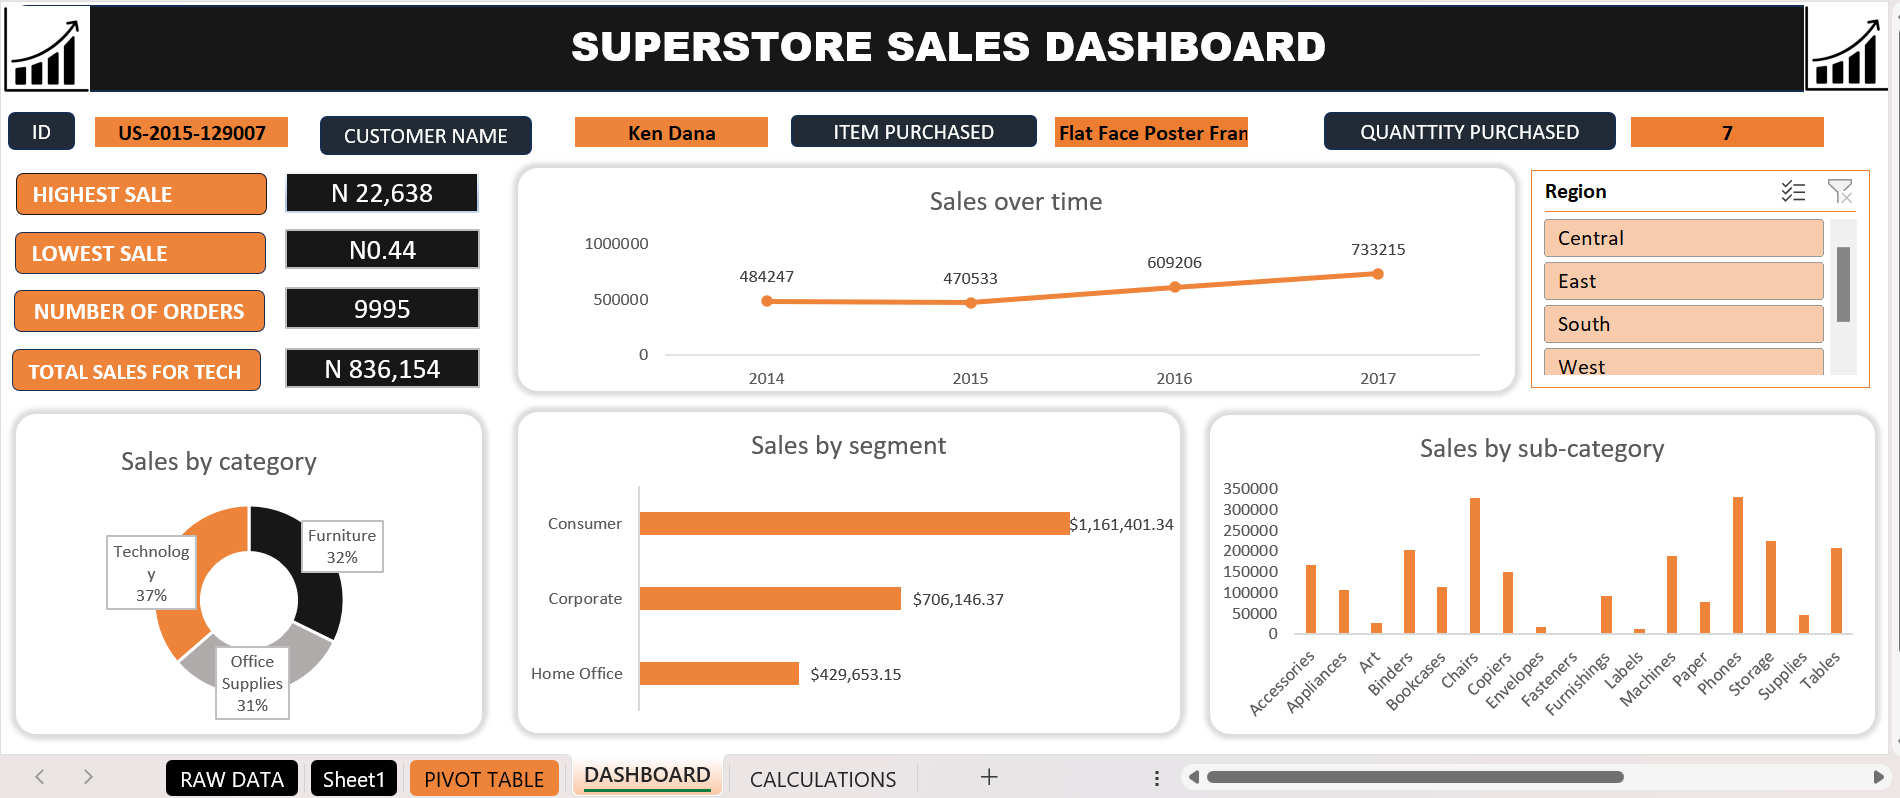 SUPERSTORE SALES DASHBOARD
ID
US-2015-129007
CUSTOMER NAME
Ken Dana
ITEM PURCHASED
Flat Face Poster Fran
QUANTTITY PURCHASED
7
HIGHEST SALE
N 22,638
LOWEST SALE
N0.44
NUMBER OF ORDERS
9995
TOTAL SALES FOR TECH
N 836,154
Sales over time
1000000
500000
0
484247
470533
609206
733215
2014
2015
2016
2017
Region
Central
East
South
West
Sales by category
Furniture
32%
Technolog
y
37%
Office
Supplies
31%
Sales by segment
Consumer
$1,161,401.34
Corporate
$706,146.37
Home Office
$429,653.15
Sales by sub-category
350000
300000
250000
200000
150000
100000
50000
0
Accessories
Appliances
Art
Binders
Bookcases
Chairs
Copiers
Envelopes
Fasteners
Furnishings
Labels
Machines
Paper
Phones
Storage
Supplies
Tables
RAW DATA
Sheet1
PIVOT TABLE
DASHBOARD
CALCULATIONS